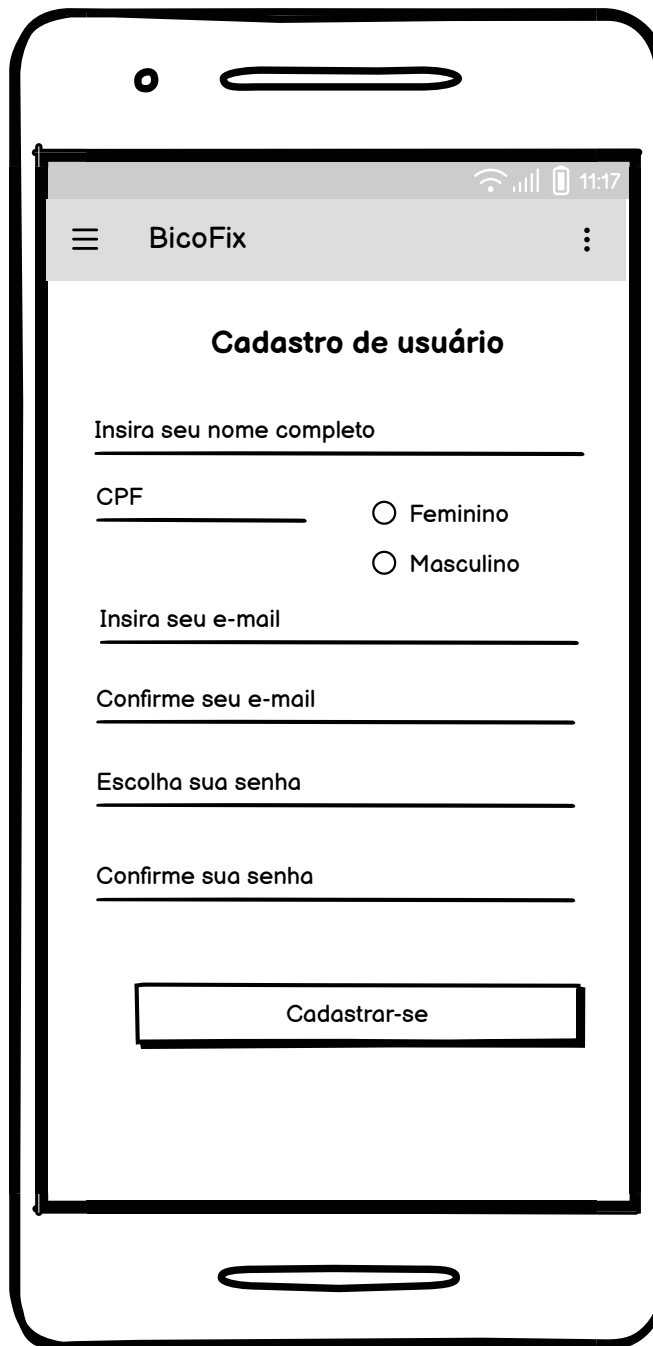 11:17
BicoFix
Cadastro de usuário
Insira seu nome completo
CPF
Feminino
Masculino
Insira seu e-mail
Confirme seu e-mail
Escolha sua senha
Confirme sua senha
Cadastrar-se